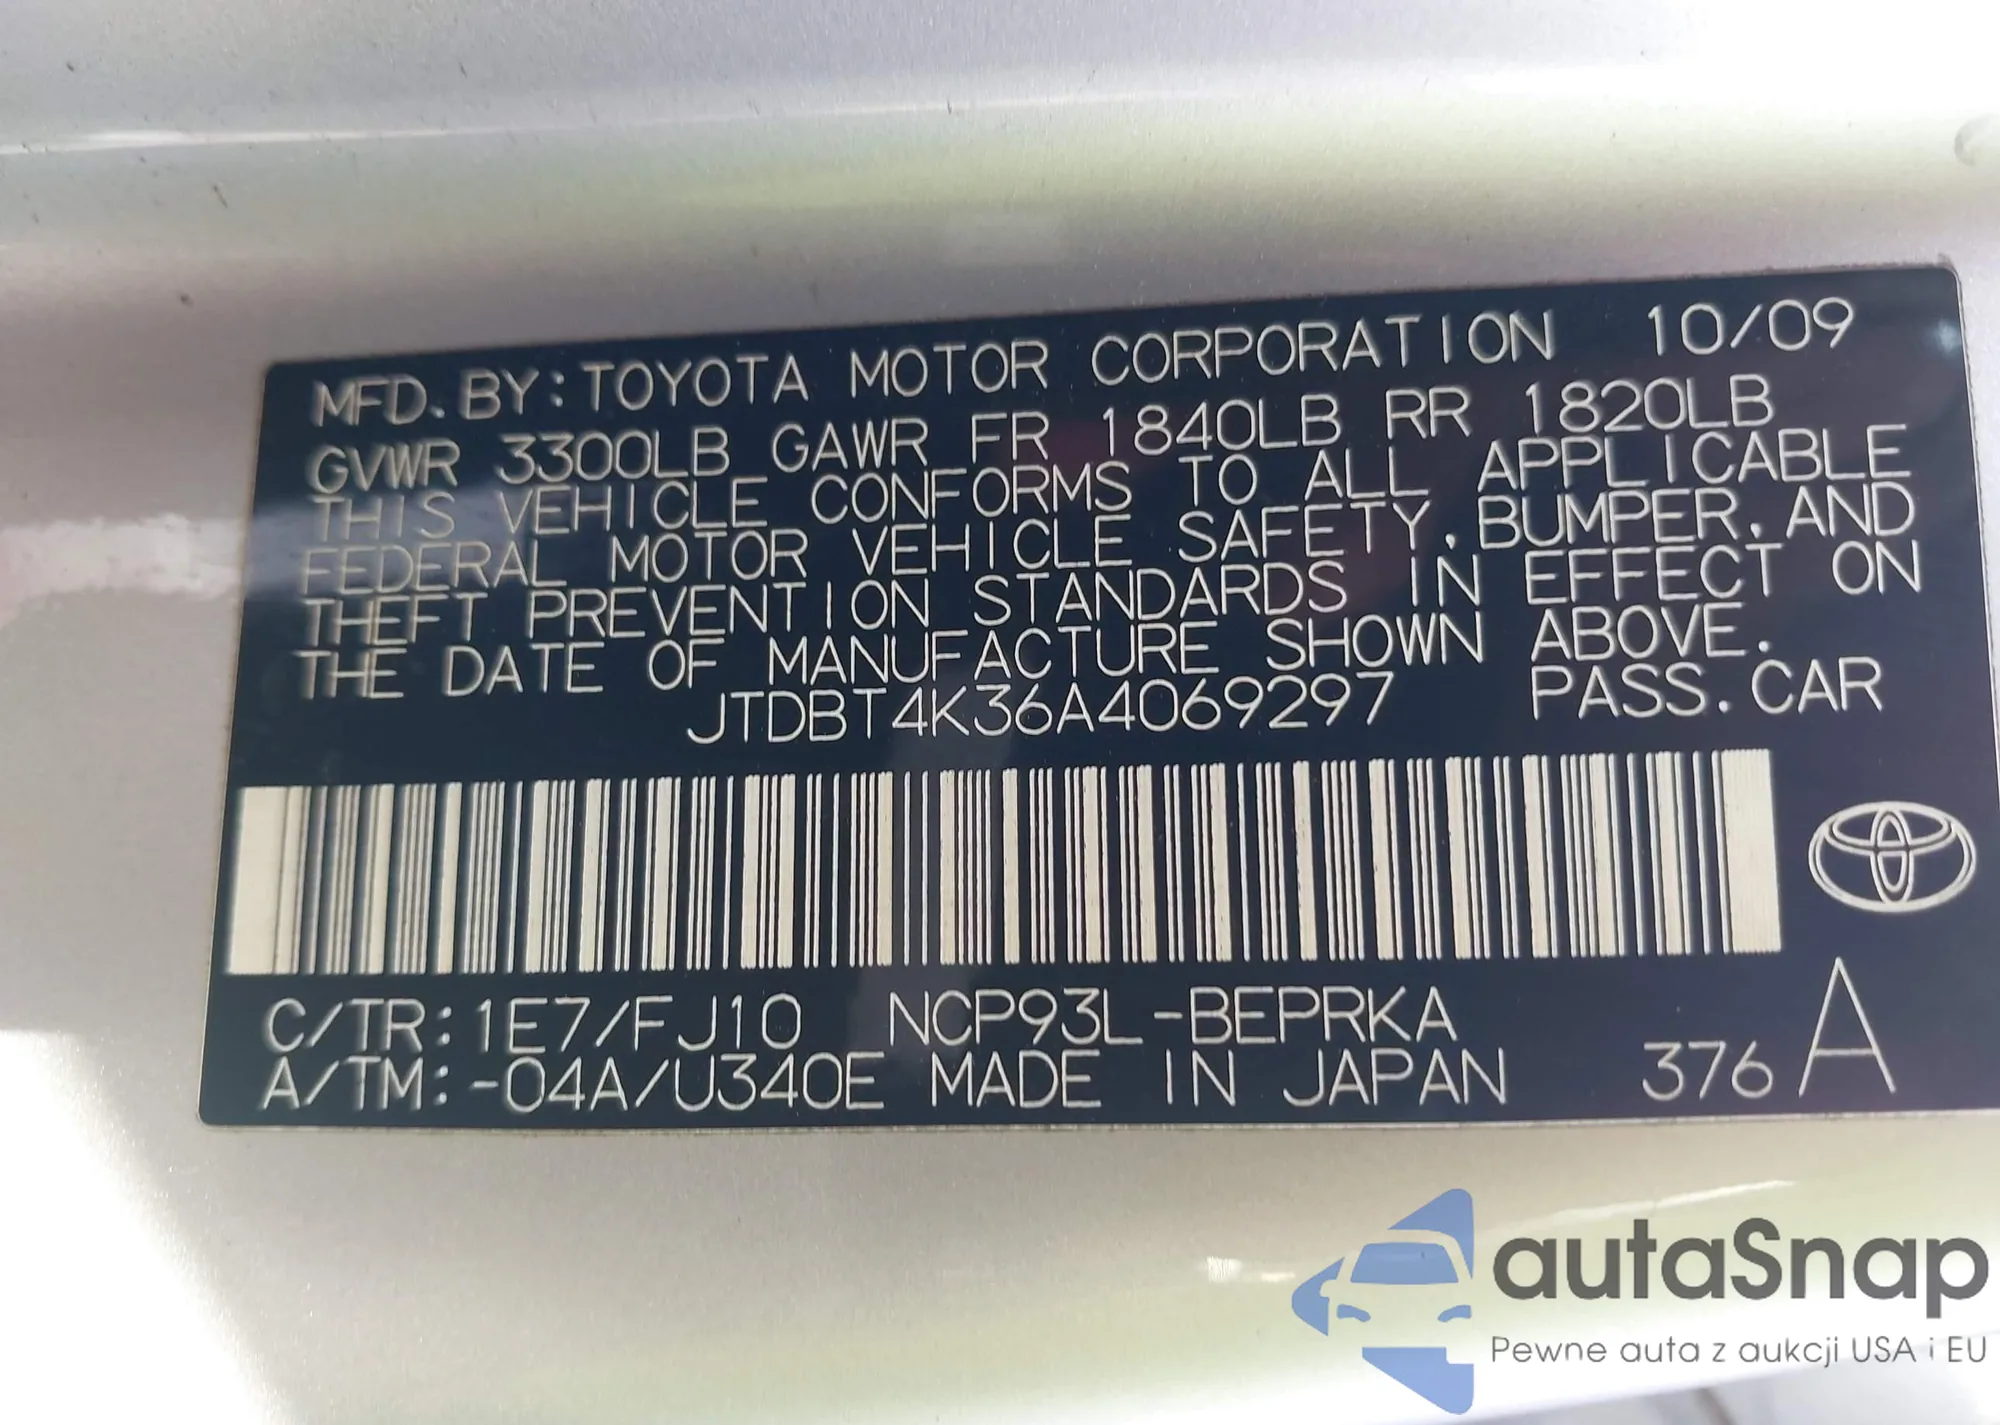 MFD. BY: TOYOTA MOTOR CORPORATION 10/09
GVWR 3300LB GAWR FR 1840LB RR 1820LB
THIS VEHICLE CONFORMS TO ALL APPLICABLE
FEDERAL MOTOR VEHICLE SAFETY, BUMPER, AND
THEFT PREVENTION STANDARDS IN EFFECT ON
THE DATE OF MANUFACTURE SHOWN ABOVE.
JTDBT4K36A4069297 PASS. CAR
C/TR: 1E7/FJ10 NCP93L-BEPRKA
A/TM: -04A/U340E MADE IN JAPAN 376 A
autaSnap
Pewne auta z aukcji USA i EU